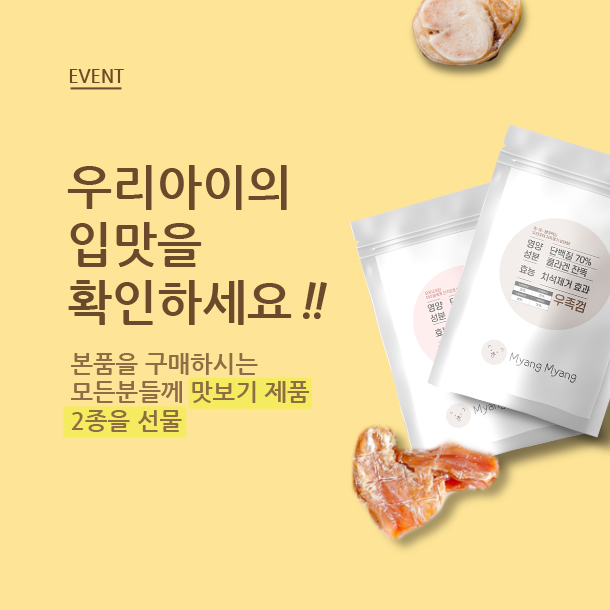 EVENT
우리아이의
입맛을
확인하세요 !!
본품을 구매하시는
모든분들께 맛보기 제품
2종을 선물
영양
성분
단백질 70%
콜라겐 잔뜩
효능 치석제거 효과
우족껌
Myang Myang
영양
성분
효능
Myang